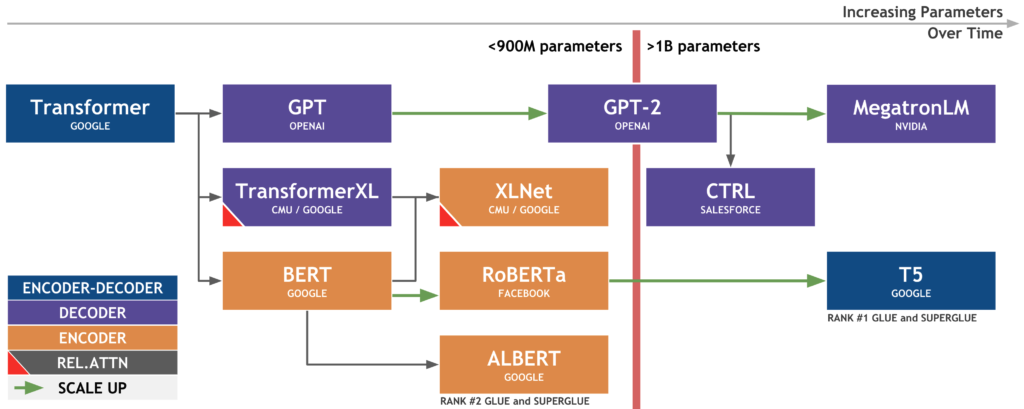 Increasing Parameters
Over Time
<900M parameters
>1B parameters
Transformer
GOOGLE
GPT
OPENAI
GPT-2
OPENAI
MegatronLM
NVIDIA
TransformerXL
CMU / GOOGLE
XLNet
CMU / GOOGLE
CTRL
SALESFORCE
BERT
GOOGLE
RoBERTa
FACEBOOK
T5
GOOGLE
RANK #1 GLUE and SUPERGLUE
ALBERT
GOOGLE
RANK #2 GLUE and SUPERGLUE
ENCODER-DECODER
DECODER
ENCODER
REL.ATTN
SCALE UP